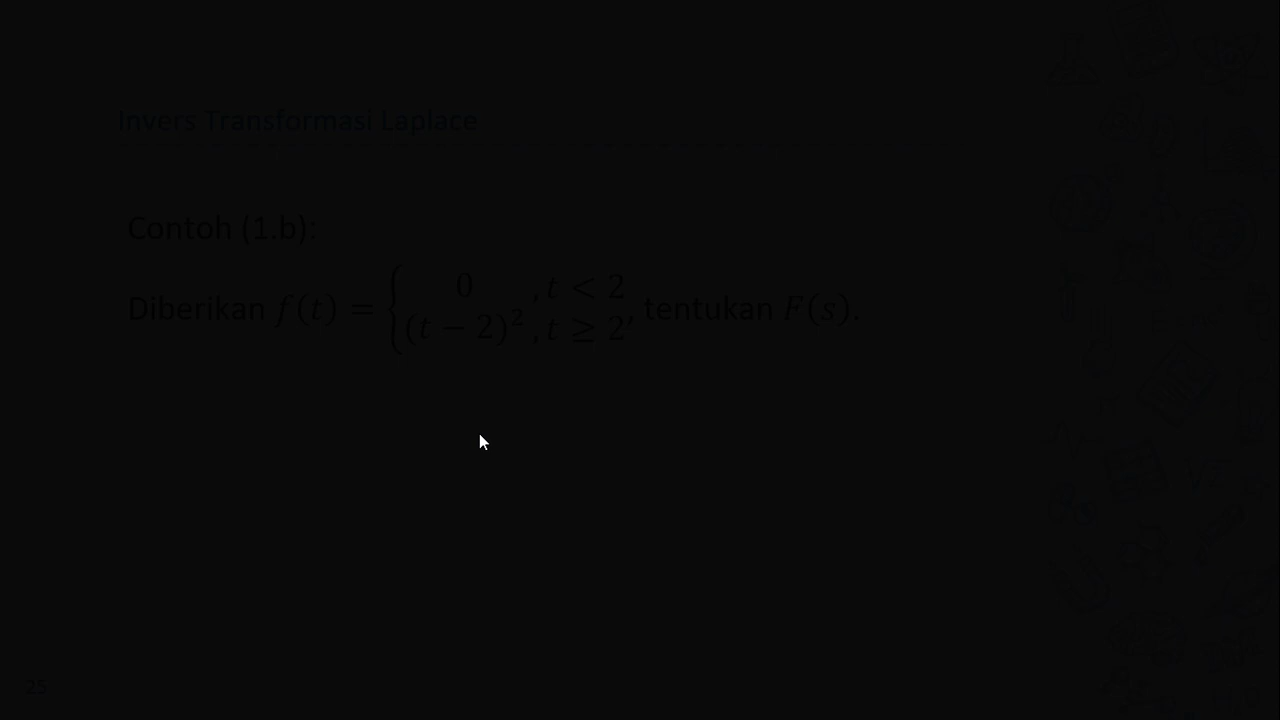 Invers Transformasi Laplace
Contoh (1.b):
Diberikan f(t) = { 0 , t < 2
(t − 2)² , t ≥ 2 , tentukan F(s).
25